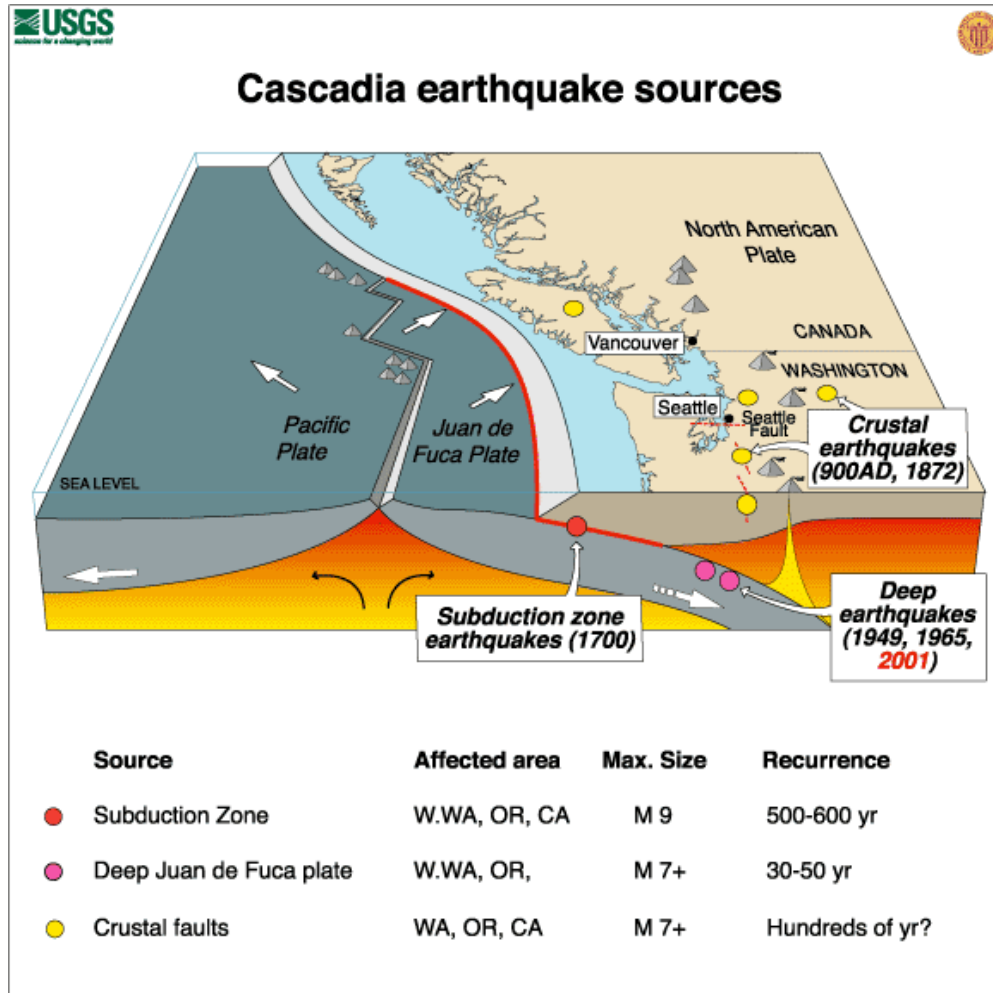 USGS
science for a changing world
Cascadia earthquake sources
North American
Plate
CANADA
Vancouver
WASHINGTON
Seattle
Seattle
Fault
Crustal
earthquakes
(900AD, 1872)
Pacific
Plate
Juan de
Fuca Plate
SEA LEVEL
Subduction zone
earthquakes (1700)
Deep
earthquakes
(1949, 1965,
2001)
Source Affected area Max. Size Recurrence
Subduction Zone W.WA, OR, CA M 9 500-600 yr
Deep Juan de Fuca plate W.WA, OR, M 7+ 30-50 yr
Crustal faults WA, OR, CA M 7+ Hundreds of yr?